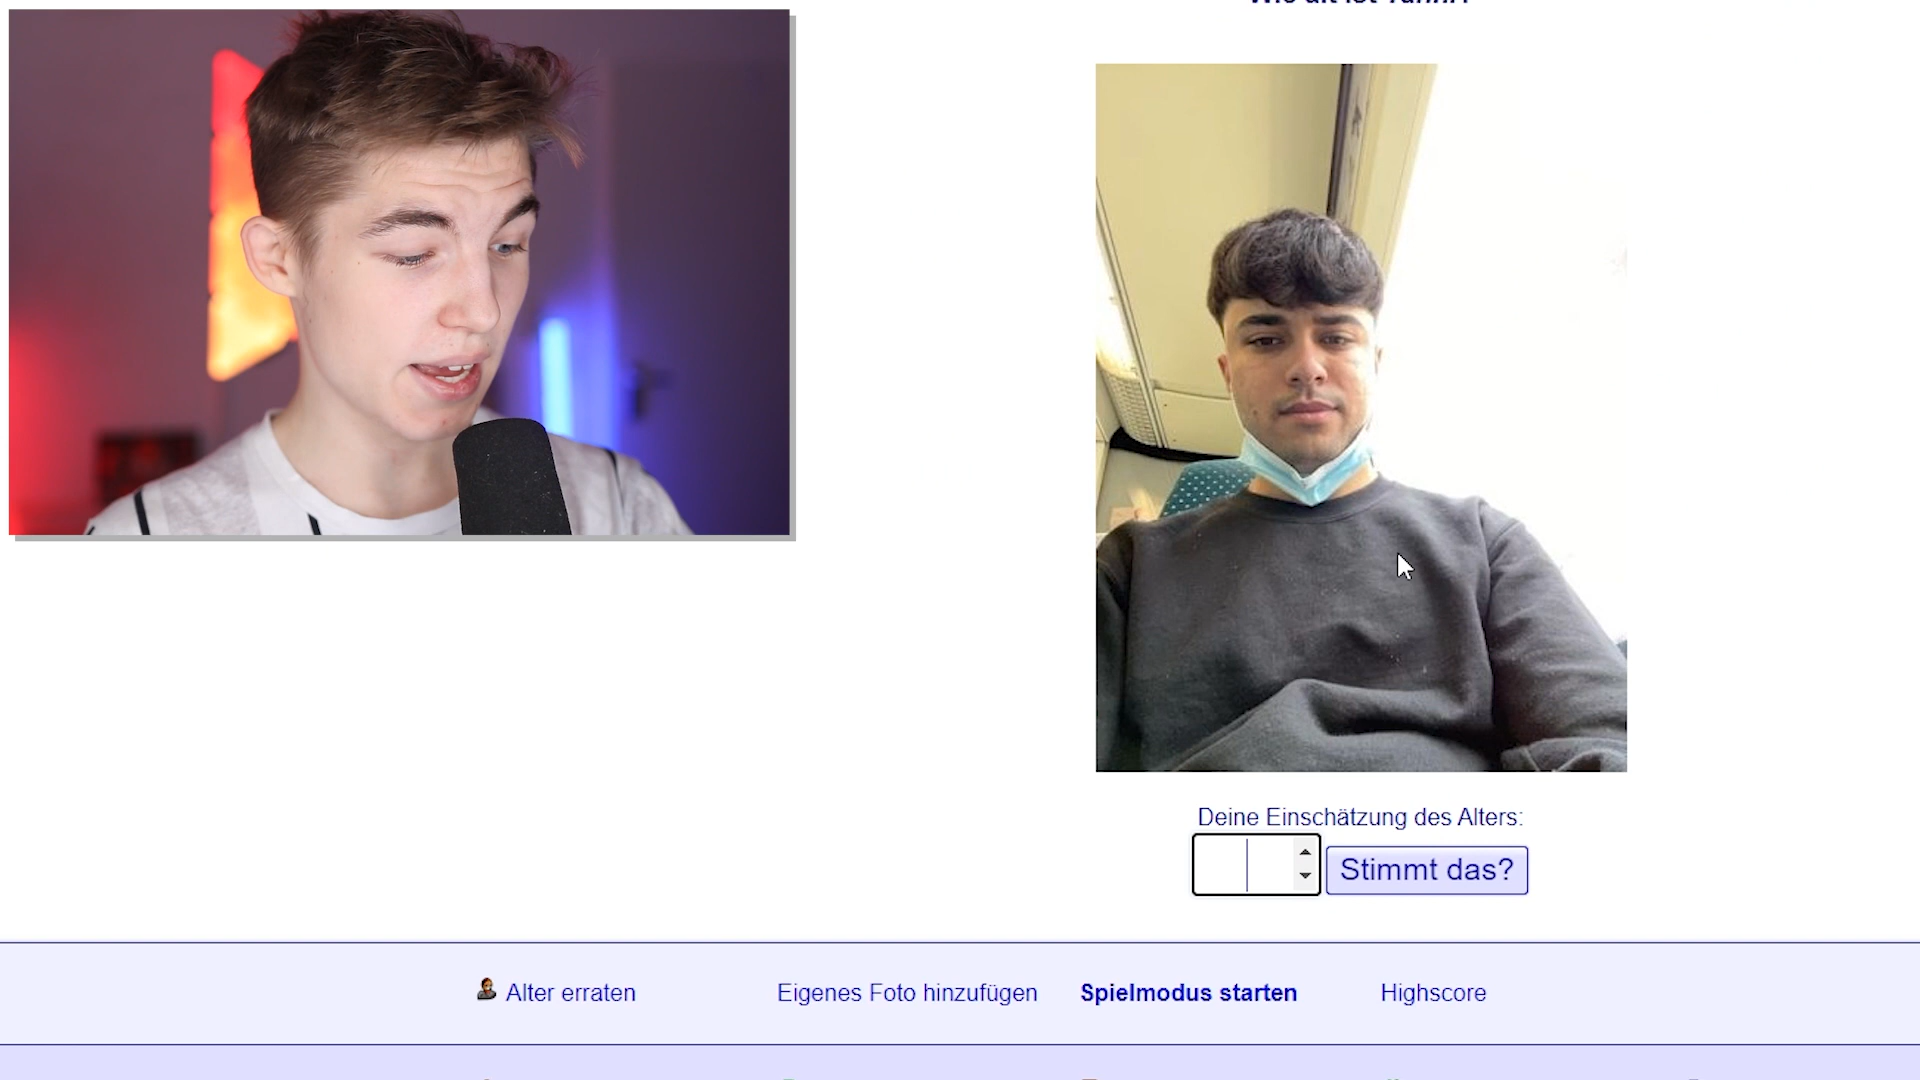 Deine Einschätzung des Alters:
Stimmt das?
Alter erraten
Eigenes Foto hinzufügen
Spielmodus starten
Highscore